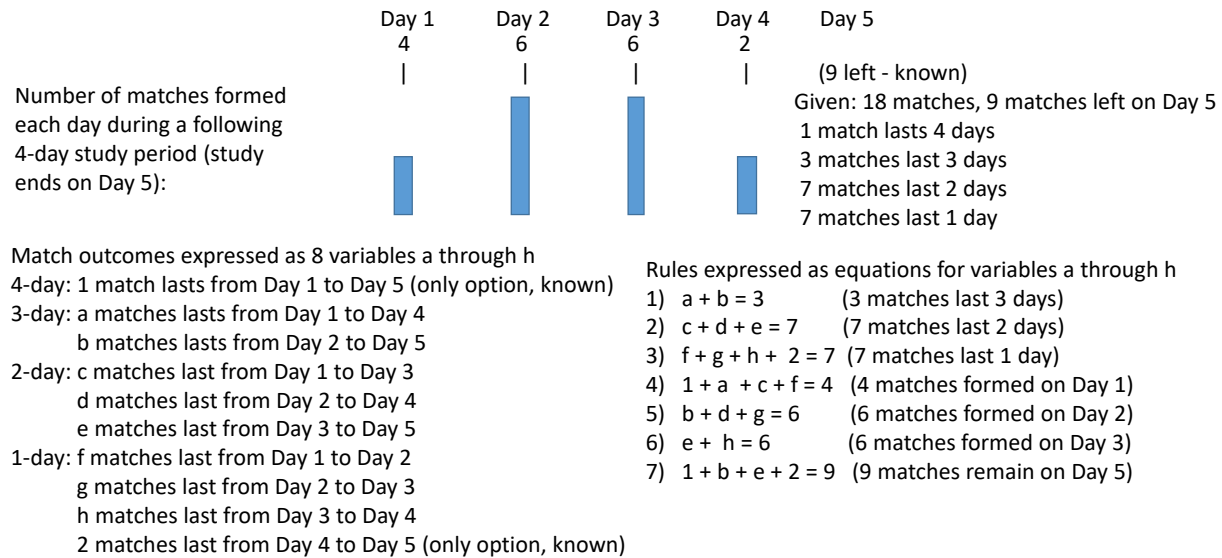 Day 1 Day 2 Day 3 Day 4 Day 5
4 6 6 2
| | | | (9 left - known)
Number of matches formed
each day during a following
4-day study period (study
ends on Day 5):
Given: 18 matches, 9 matches left on Day 5
1 match lasts 4 days
3 matches last 3 days
7 matches last 2 days
7 matches last 1 day
Match outcomes expressed as 8 variables a through h
4-day: 1 match lasts from Day 1 to Day 5 (only option, known)
3-day: a matches lasts from Day 1 to Day 4
b matches lasts from Day 2 to Day 5
2-day: c matches last from Day 1 to Day 3
d matches last from Day 2 to Day 4
e matches last from Day 3 to Day 5
1-day: f matches last from Day 1 to Day 2
g matches last from Day 2 to Day 3
h matches last from Day 3 to Day 4
2 matches last from Day 4 to Day 5 (only option, known)
Rules expressed as equations for variables a through h
1) a + b = 3 (3 matches last 3 days)
2) c + d + e = 7 (7 matches last 2 days)
3) f + g + h + 2 = 7 (7 matches last 1 day)
4) 1 + a + c + f = 4 (4 matches formed on Day 1)
5) b + d + g = 6 (6 matches formed on Day 2)
6) e + h = 6 (6 matches formed on Day 3)
7) 1 + b + e + 2 = 9 (9 matches remain on Day 5)